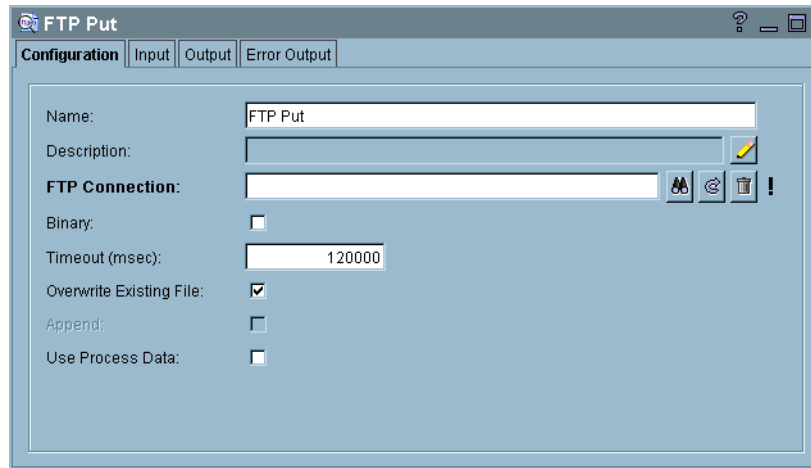 FTP Put
Configuration Input Output Error Output
Name: FTP Put
Description:
FTP Connection: !
Binary:
Timeout (msec): 120000
Overwrite Existing File:
Append:
Use Process Data: